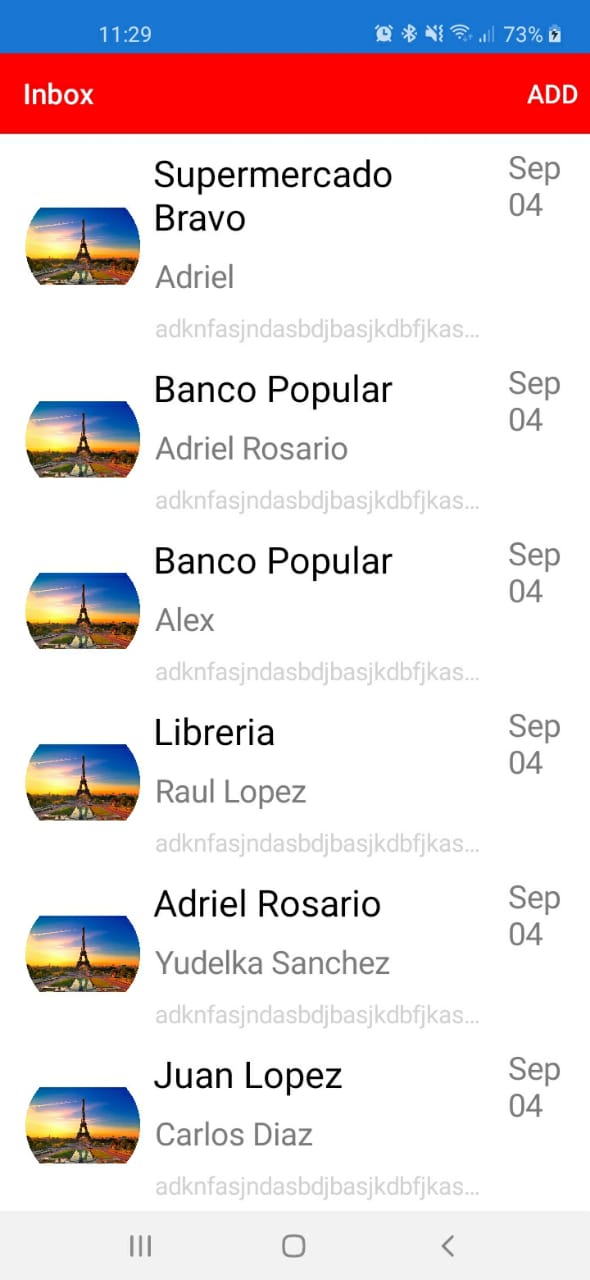 11:29 73%
Inbox ADD
Supermercado Sep
Bravo 04
Adriel
adknfasjndasbdjbasjkdbfjkas...
Banco Popular Sep
04
Adriel Rosario
adknfasjndasbdjbasjkdbfjkas...
Banco Popular Sep
04
Alex
adknfasjndasbdjbasjkdbfjkas...
Libreria Sep
04
Raul Lopez
adknfasjndasbdjbasjkdbfjkas...
Adriel Rosario Sep
04
Yudelka Sanchez
adknfasjndasbdjbasjkdbfjkas...
Juan Lopez Sep
04
Carlos Diaz
adknfasjndasbdjbasjkdbfjkas...